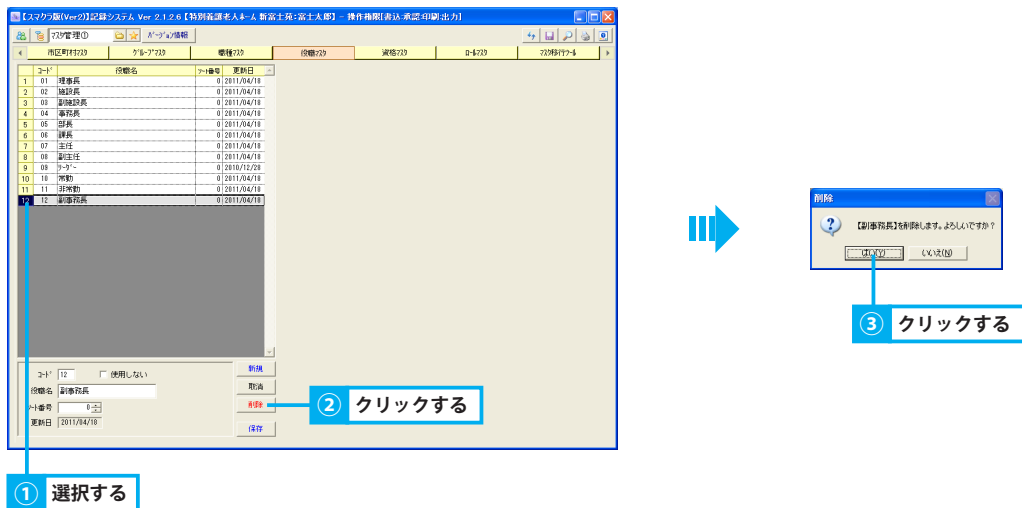 【スマクラ版(Ver2)】記録システム Ver 2.1.2.6【特別養護老人ホーム 新富士苑:富士太郎】 - 操作権限[書込:承認:印刷:出力]
ﾏｽﾀ管理① ﾊﾞｰｼﾞｮﾝ情報
市区町村ﾏｽﾀ ｸﾞﾙｰﾌﾟﾏｽﾀ 職種ﾏｽﾀ 役職ﾏｽﾀ 資格ﾏｽﾀ ﾛｰﾙﾏｽﾀ ﾏｽﾀ移行ﾂｰﾙ
ｺｰﾄﾞ 役職名 ｿｰﾄ番号 更新日
1 01 理事長 0 2011/04/18
2 02 施設長 0 2011/04/18
3 03 副施設長 0 2011/04/18
4 04 事務長 0 2011/04/18
5 05 部長 0 2011/04/18
6 06 課長 0 2011/04/18
7 07 主任 0 2011/04/18
8 08 副主任 0 2011/04/18
9 09 ﾘｰﾀﾞｰ 0 2010/12/28
10 10 常勤 0 2011/04/18
11 11 非常勤 0 2011/04/18
12 12 副事務長 0 2011/04/18
ｺｰﾄﾞ 12 使用しない
役職名 副事務長
ｿｰﾄ番号 0
更新日 2011/04/18
新規
取消
削除
保存
① 選択する
② クリックする
削除
【副事務長】を削除します。よろしいですか?
はい(Y) いいえ(N)
③ クリックする